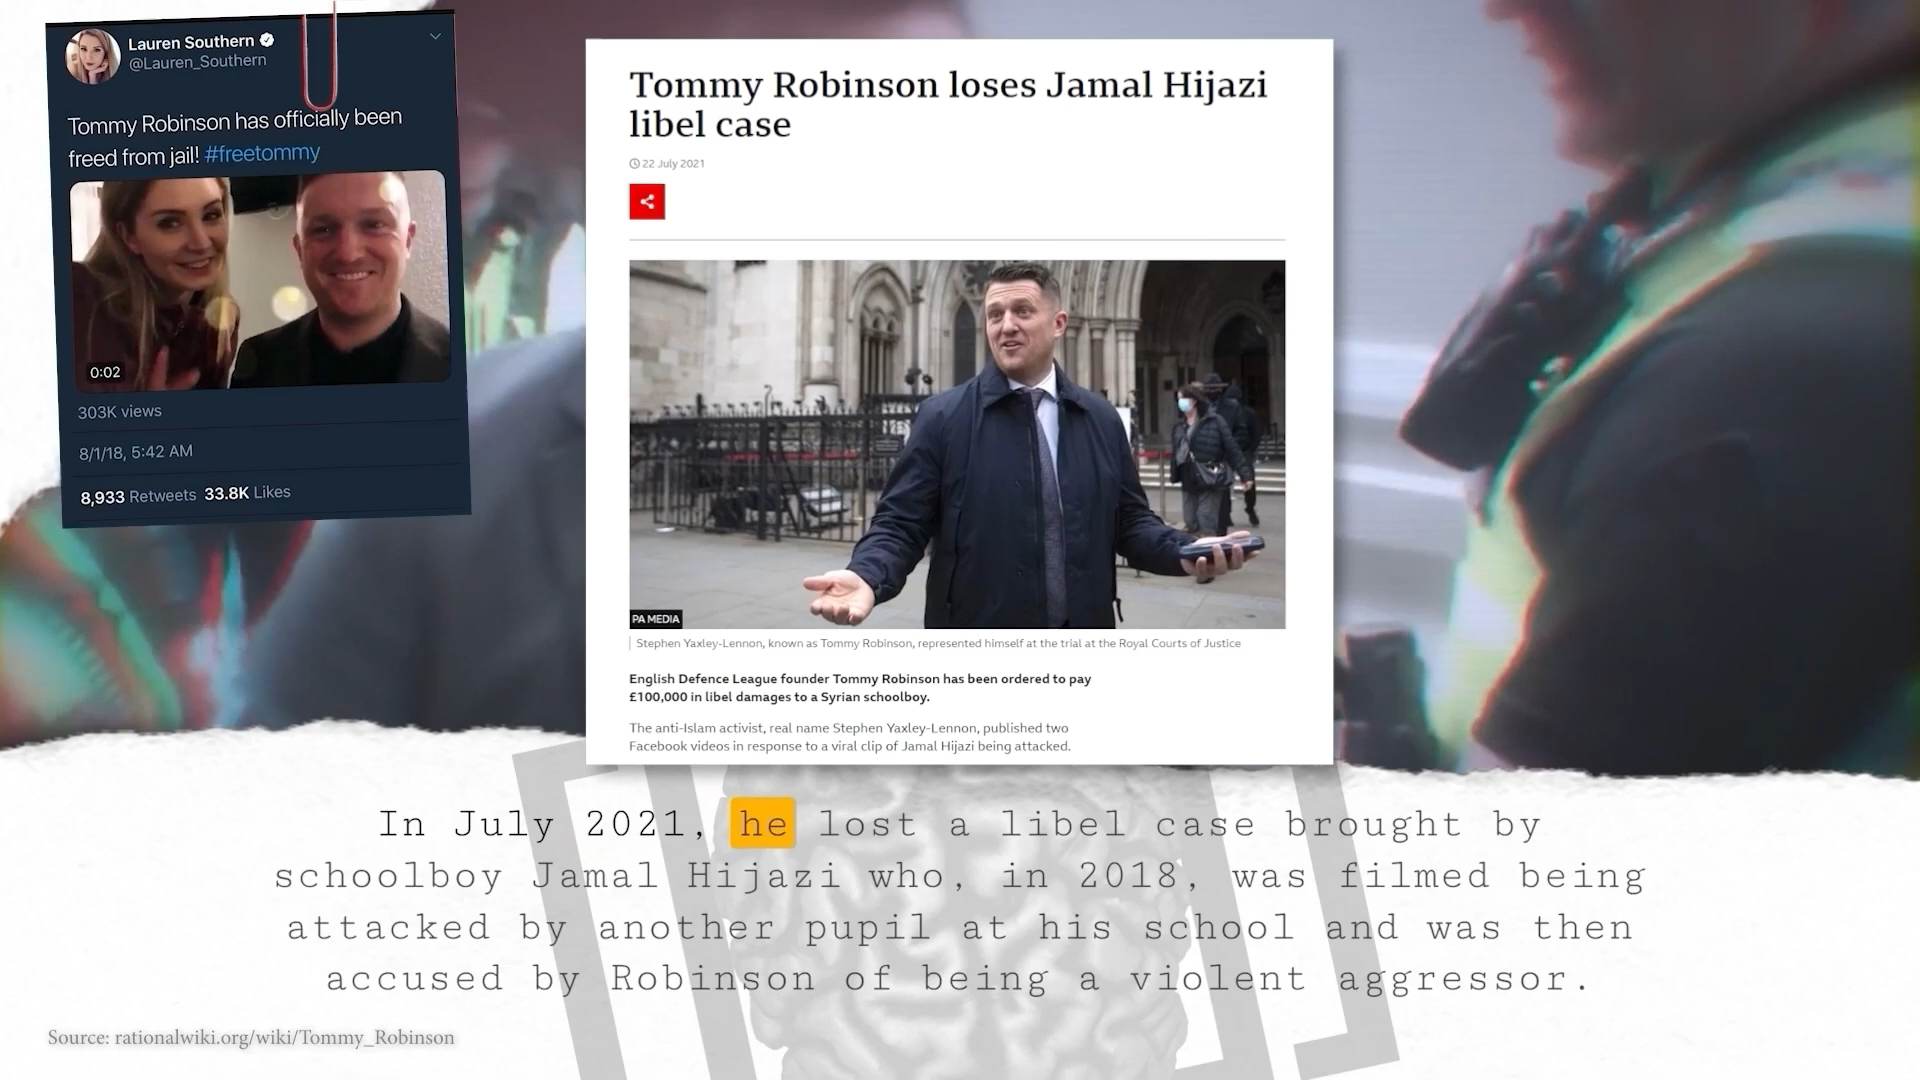 Lauren Southern
@Lauren_Southern
Tommy Robinson has officially been
freed from jail! #freetommy
0:02
303K views
8/1/18, 5:42 AM
8,933 Retweets 33.8K Likes
Tommy Robinson loses Jamal Hijazi
libel case
22 July 2021
PA MEDIA
Stephen Yaxley-Lennon, known as Tommy Robinson, represented himself at the trial at the Royal Courts of Justice
English Defence League founder Tommy Robinson has been ordered to pay
£100,000 in libel damages to a Syrian schoolboy.
The anti-Islam activist, real name Stephen Yaxley-Lennon, published two
Facebook videos in response to a viral clip of Jamal Hijazi being attacked.
In July 2021, he lost a libel case brought by
schoolboy Jamal Hijazi who, in 2018, was filmed being
attacked by another pupil at his school and was then
accused by Robinson of being a violent aggressor.
Source: rationalwiki.org/wiki/Tommy_Robinson